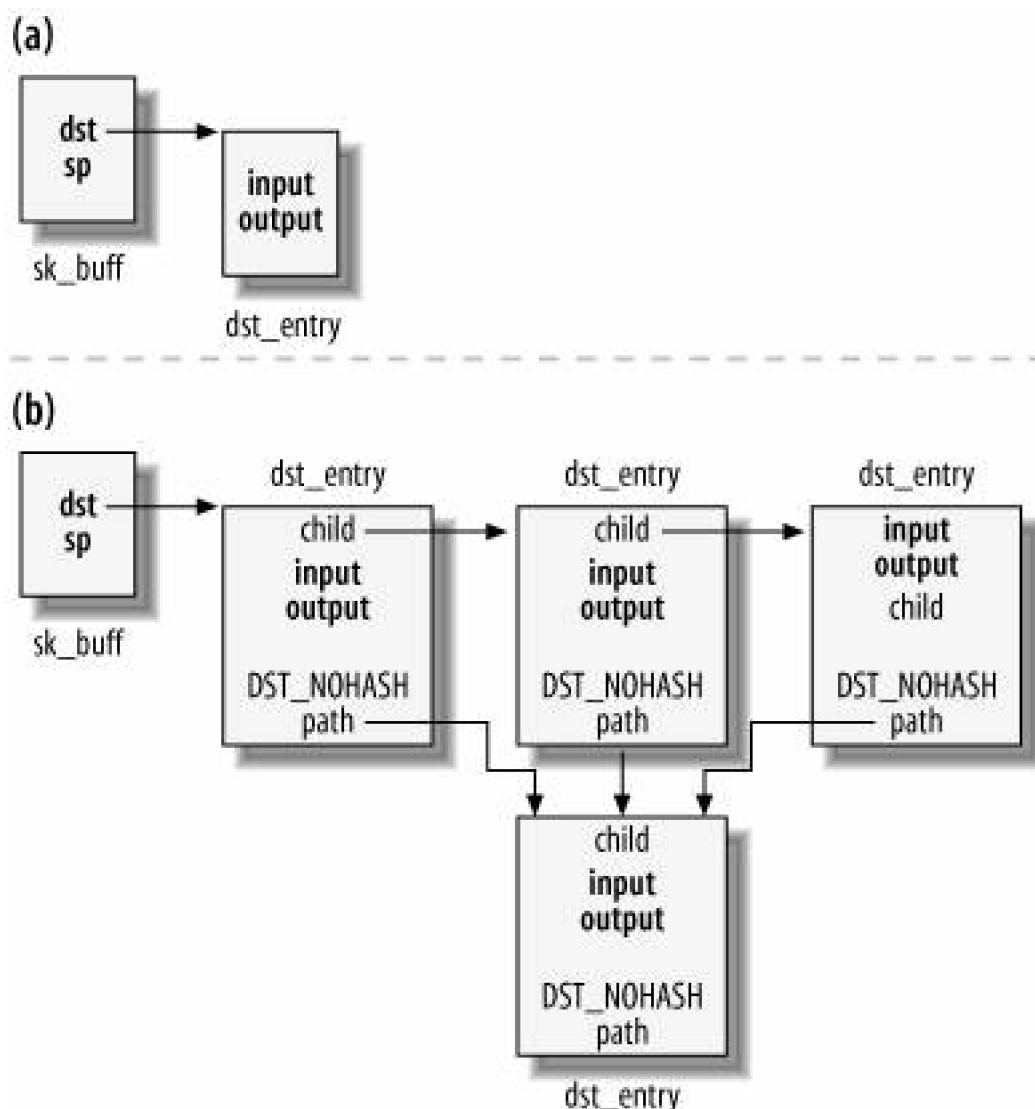 (a)
dst
sp
sk_buff
input
output
dst_entry
(b)
dst
sp
sk_buff
dst_entry
child
input
output
DST_NOHASH
path
dst_entry
child
input
output
DST_NOHASH
path
dst_entry
input
output
child
DST_NOHASH
path
child
input
output
DST_NOHASH
path
dst_entry